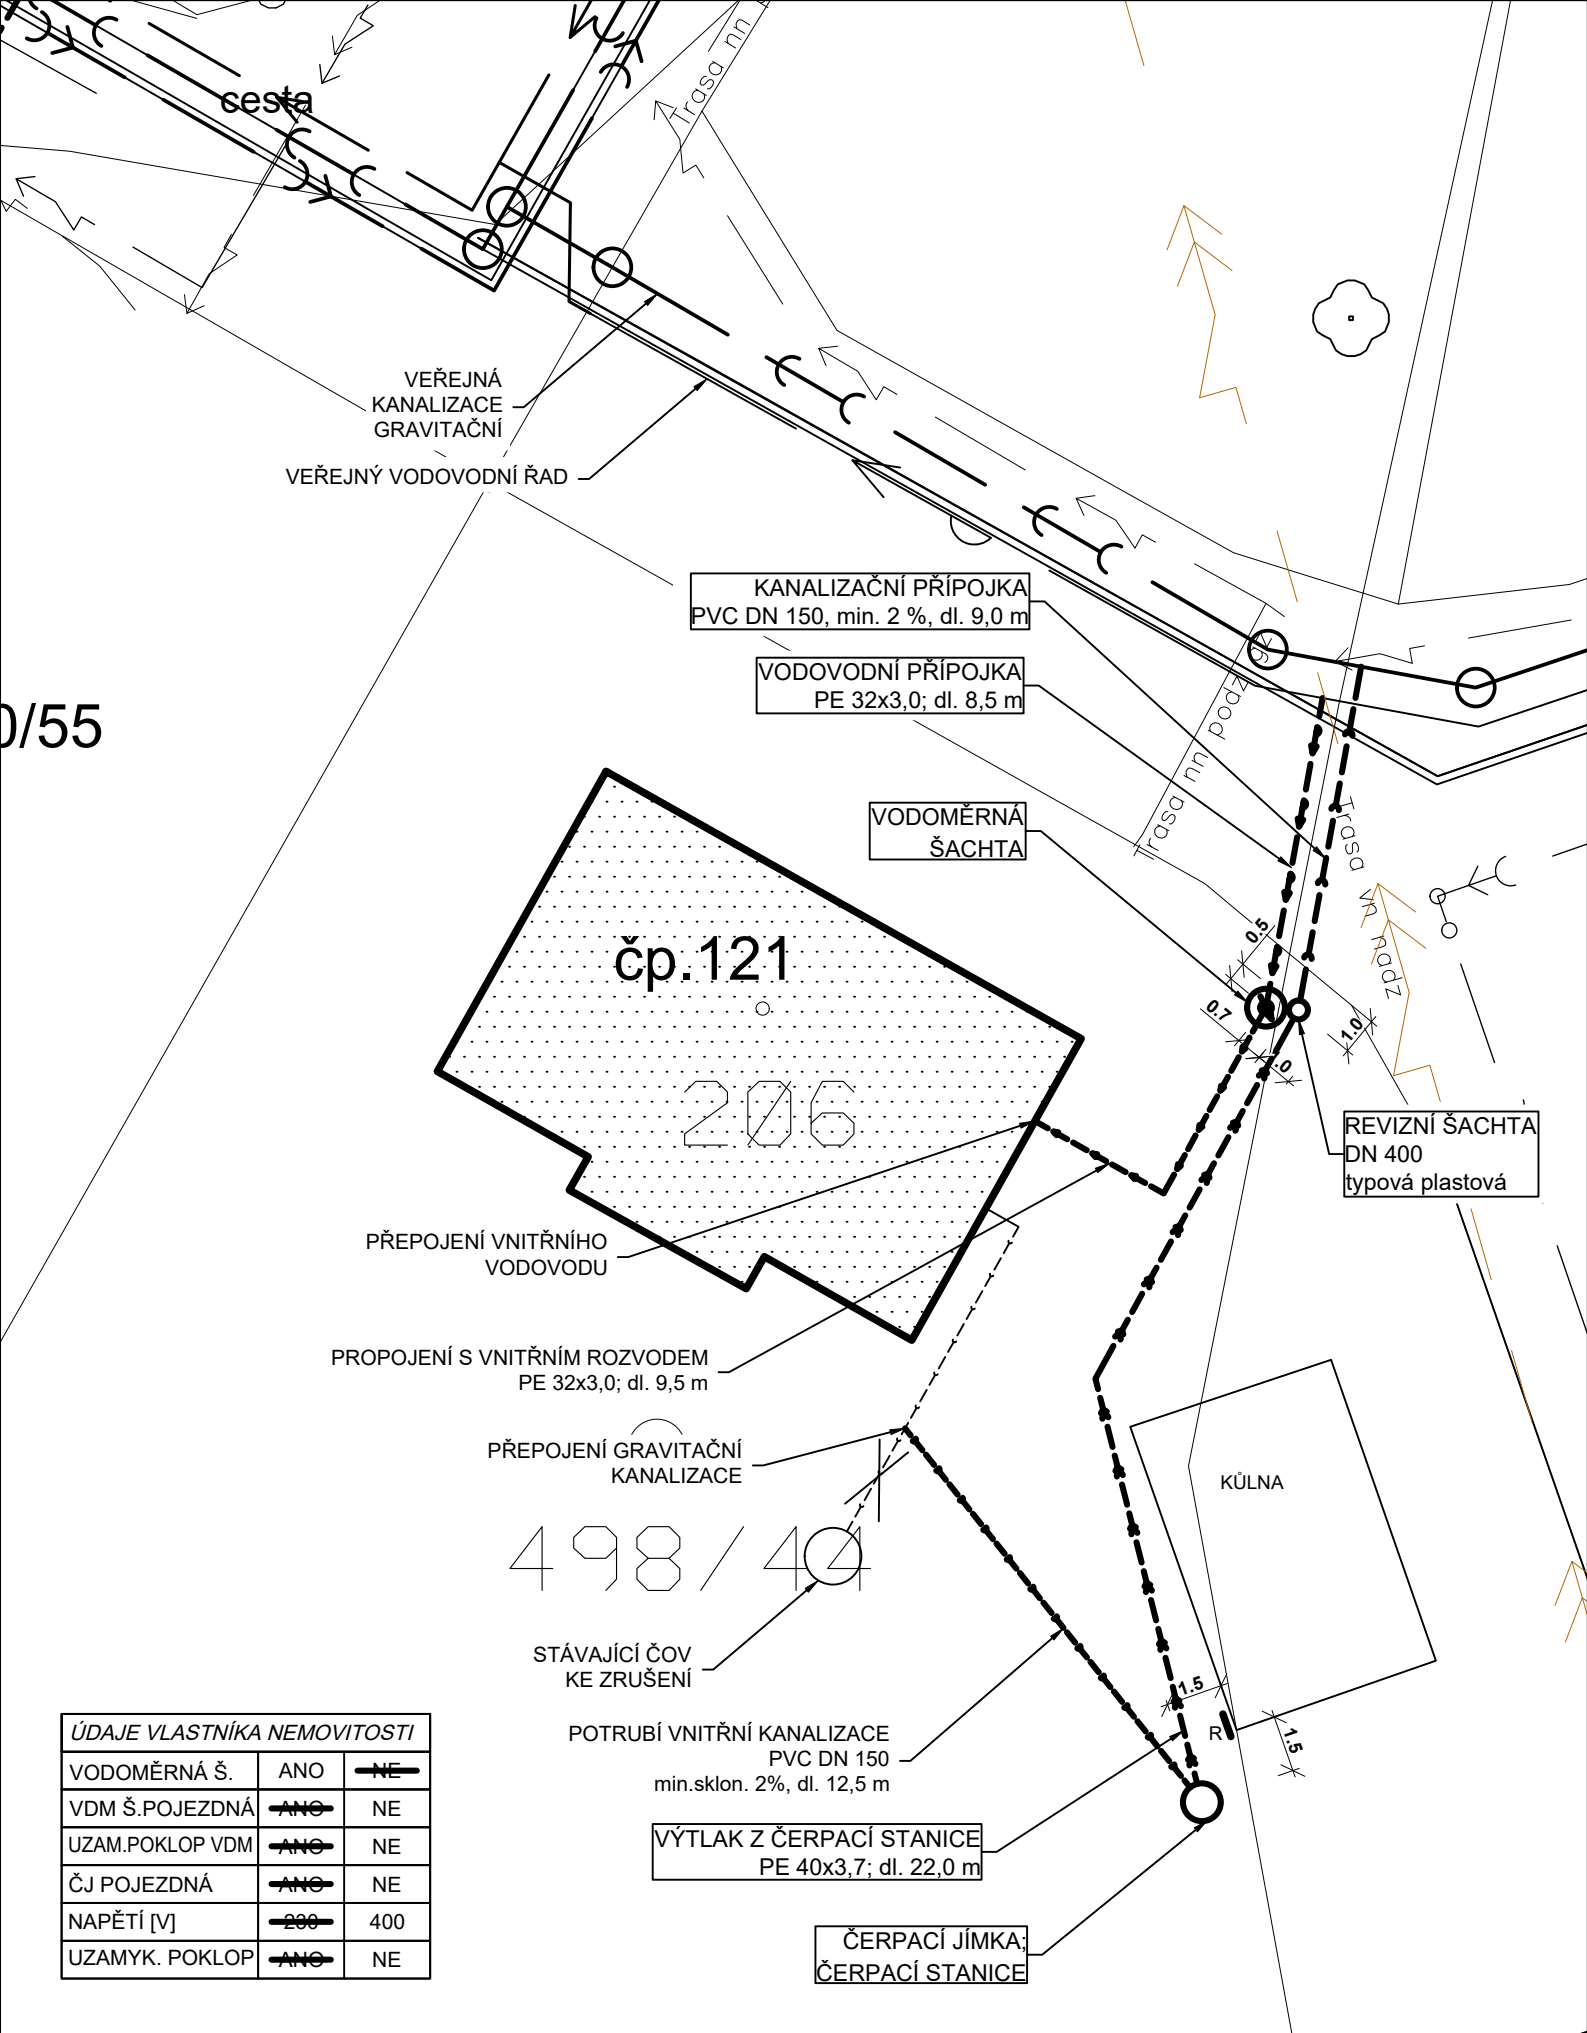 Trasa nn
cesta
VEŘEJNÁ
KANALIZACE
GRAVITAČNÍ
VEŘEJNÝ VODOVODNÍ ŘAD
KANALIZAČNÍ PŘÍPOJKA
PVC DN 150, min. 2 %, dl. 9,0 m
VODOVODNÍ PŘÍPOJKA
PE 32x3,0; dl. 8,5 m
0/55
Trasa nn podz
VODOMĚRNÁ
ŠACHTA
Trasa vn nadz
čp.121
0.5
0.7
1.0
.0
206
REVIZNÍ ŠACHTA
DN 400
typová plastová
PŘEPOJENÍ VNITŘNÍHO
VODOVODU
PROPOJENÍ S VNITŘNÍM ROZVODEM
PE 32x3,0; dl. 9,5 m
PŘEPOJENÍ GRAVITAČNÍ
KANALIZACE
KŮLNA
498/44
STÁVAJÍCÍ ČOV
KE ZRUŠENÍ
1.5
R
1.5
POTRUBÍ VNITŘNÍ KANALIZACE
PVC DN 150
min.sklon. 2%, dl. 12,5 m
VÝTLAK Z ČERPACÍ STANICE
PE 40x3,7; dl. 22,0 m
ČERPACÍ JÍMKA;
ČERPACÍ STANICE
ÚDAJE VLASTNÍKA NEMOVITOSTI
VODOMĚRNÁ Š. ANO NE
VDM Š.POJEZDNÁ ANO NE
UZAM.POKLOP VDM ANO NE
ČJ POJEZDNÁ ANO NE
NAPĚTÍ [V] 230 400
UZAMYK. POKLOP ANO NE